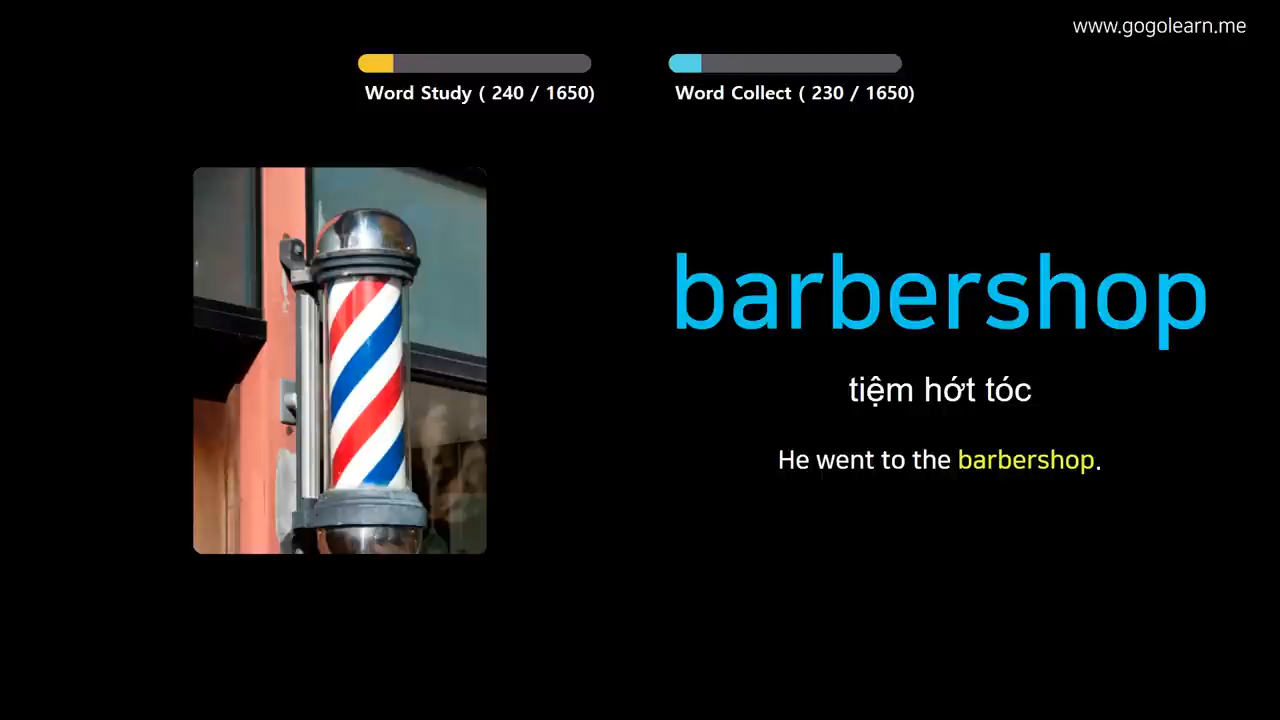 www.gogolearn.me
Word Study ( 240 / 1650)
Word Collect ( 230 / 1650)
barbershop
tiệm hớt tóc
He went to the barbershop.